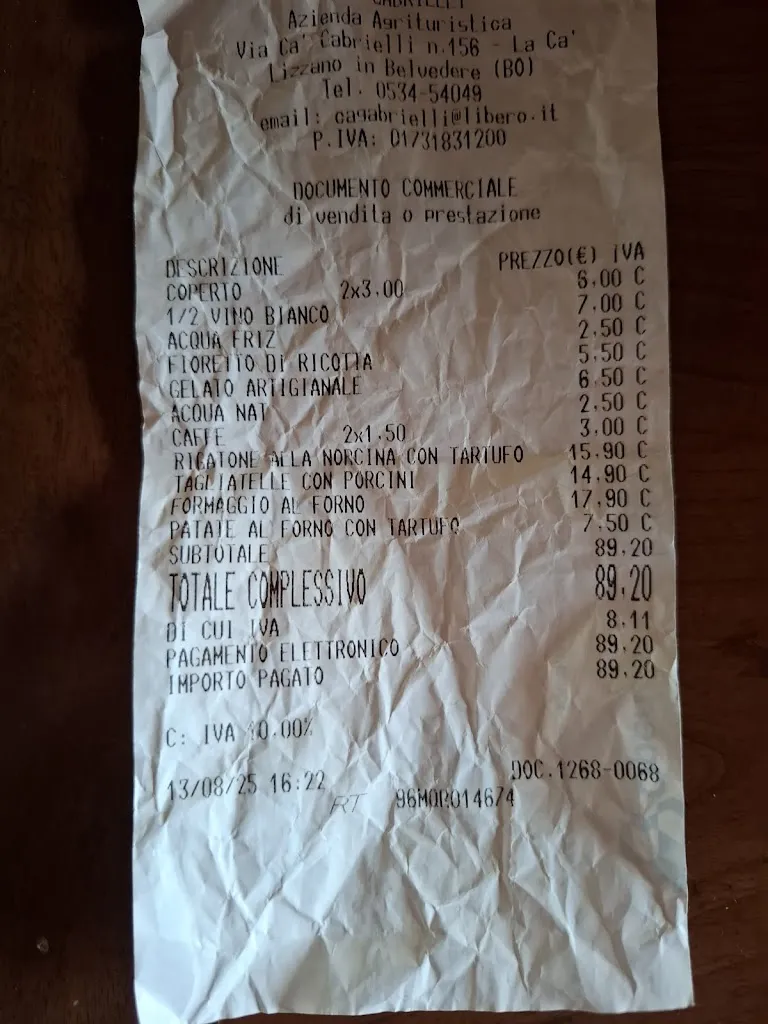 GABRIELLI
Azienda Agrituristica
Via Ca' Gabrielli n.156 - La Ca'
Lizzano in Belvedere (BO)
Tel. 0534-54049
email: cagabrielli@libero.it
P.IVA: 01731831200
DOCUMENTO COMMERCIALE
di vendita o prestazione
DESCRIZIONE PREZZO(€) IVA
COPERTO 2x3.00 6.00 C
1/2 VINO BIANCO 7.00 C
ACQUA FRIZ 2.50 C
FIORETTO DI RICOTTA 5.50 C
GELATO ARTIGIANALE 6.50 C
ACQUA NAT 2.50 C
CAFFE 2x1.50 3.00 C
RIGATONE ALLA NORCINA CON TARTUFO 15.90 C
TAGLIATELLE CON PORCINI 14.90 C
FORMAGGIO AL FORNO 17.90 C
PATATE AL FORNO CON TARTUFO 7.50 C
SUBTOTALE 89.20
TOTALE COMPLESSIVO 89.20
DI CUI IVA 8.11
PAGAMENTO ELETTRONICO 89.20
IMPORTO PAGATO 89.20
C: IVA 10.00%
13/08/25 16:22 DOC.1268-0068
RT 96MOR014674